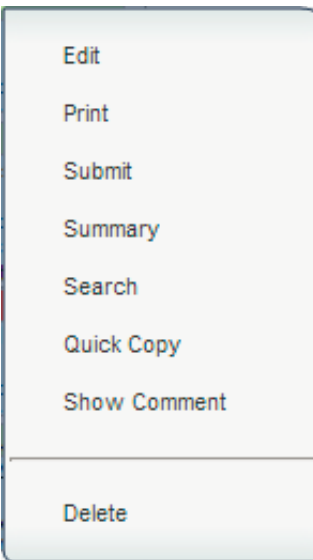 Edit
Print
Submit
Summary
Search
Quick Copy
Show Comment
Delete